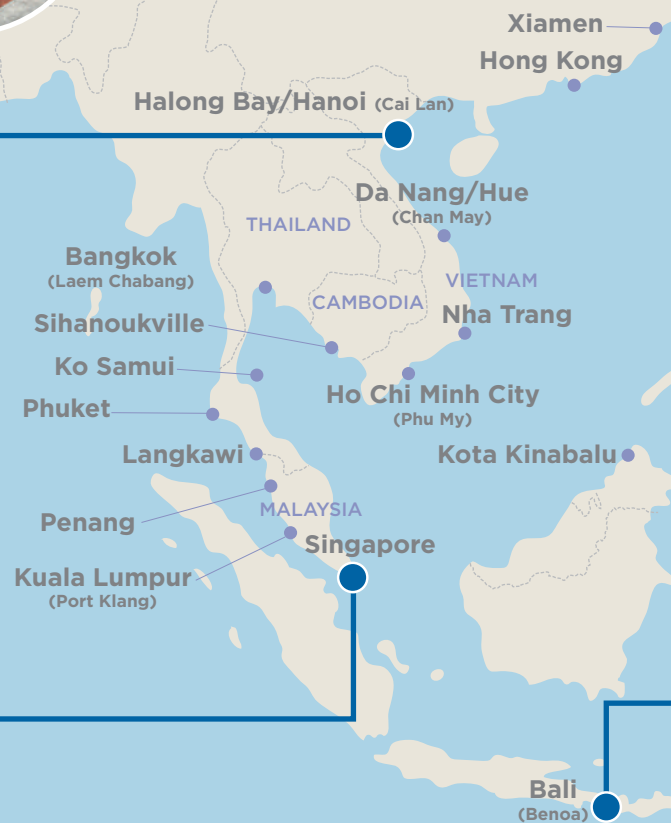 Xiamen
Hong Kong
Halong Bay/Hanoi (Cai Lan)
Da Nang/Hue
(Chan May)
THAILAND
Bangkok
(Laem Chabang)
VIETNAM
CAMBODIA
Nha Trang
Sihanoukville
Ko Samui
Ho Chi Minh City
(Phu My)
Phuket
Langkawi
Kota Kinabalu
MALAYSIA
Penang
Singapore
Kuala Lumpur
(Port Klang)
Bali
(Benoa)